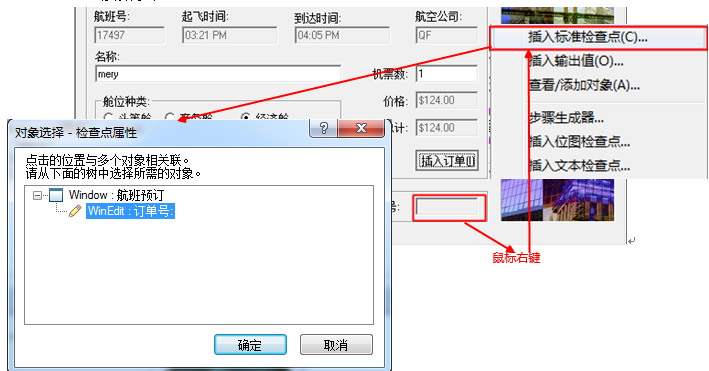 航班号:
起飞时间:
到达时间:
航空公司:
17497
03:21 PM
04:05 PM
QF
名称:
mery
机票数:
1
舱位种类:
头等舱
商务舱
经济舱
价格:
$124.00
总计:
$124.00
插入订单(I)
号:
插入标准检查点(C)...
插入输出值(O)...
查看/添加对象(A)...
步骤生成器...
插入位图检查点...
插入文本检查点...
对象选择 - 检查点属性
点击的位置与多个对象相关联。
请从下面的树中选择所需的对象。
Window : 航班预订
WinEdit : 订单号:
确定
取消
鼠标右键